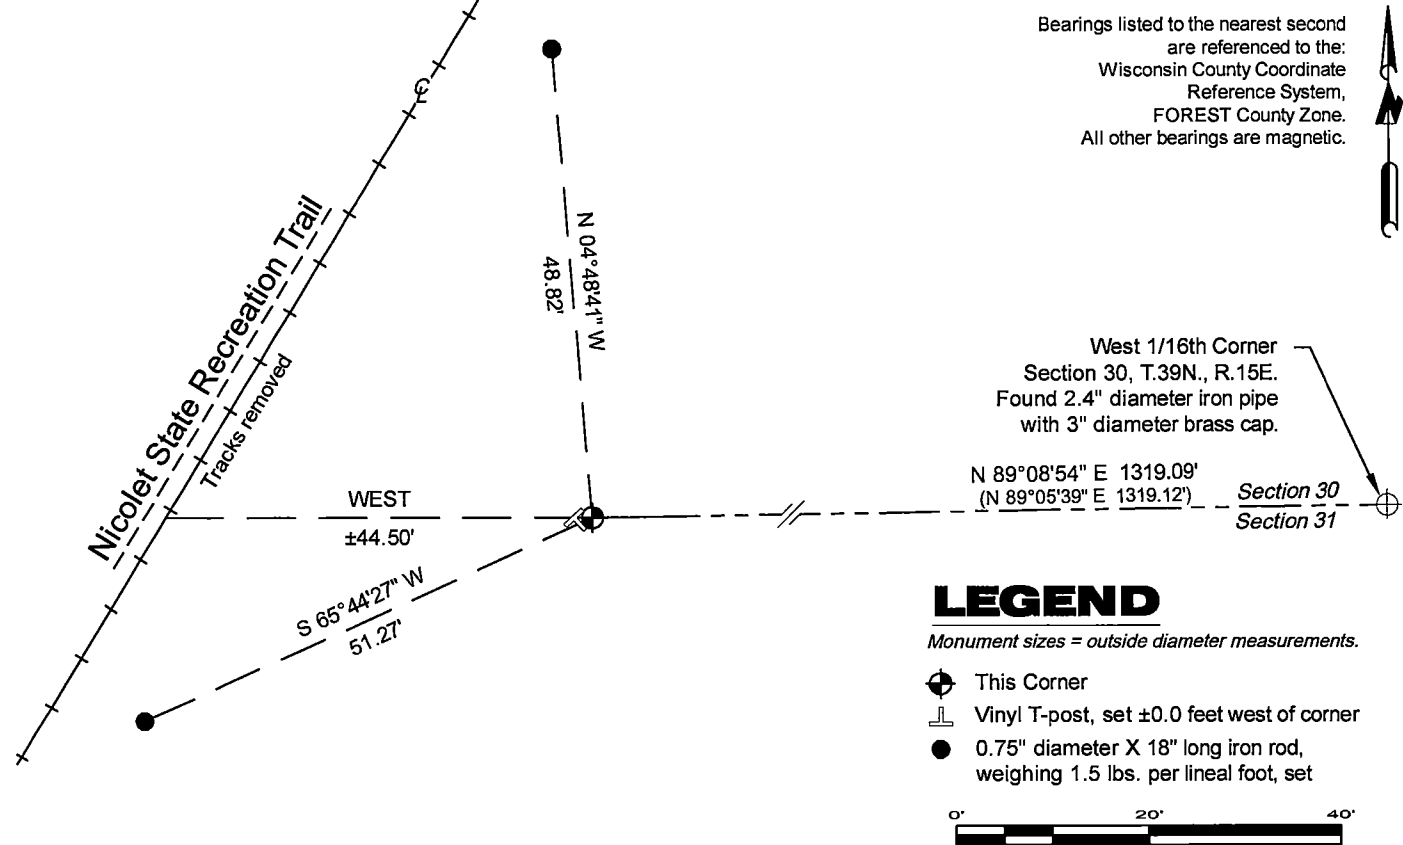 Bearings listed to the nearest second
are referenced to the:
Wisconsin County Coordinate
Reference System,
FOREST County Zone.
All other bearings are magnetic.
N
℄
Nicolet State Recreation Trail
Tracks removed
N 04°48'41" W
48.82'
West 1/16th Corner
Section 30, T.39N., R.15E.
Found 2.4" diameter iron pipe
with 3" diameter brass cap.
N 89°08'54" E 1319.09'
(N 89°05'39" E 1319.12')
Section 30
Section 31
WEST
±44.50'
S 65°44'27" W
51.27'
LEGEND
Monument sizes = outside diameter measurements.
This Corner
Vinyl T-post, set ±0.0 feet west of corner
0.75" diameter X 18" long iron rod,
weighing 1.5 lbs. per lineal foot, set
0' 20' 40'